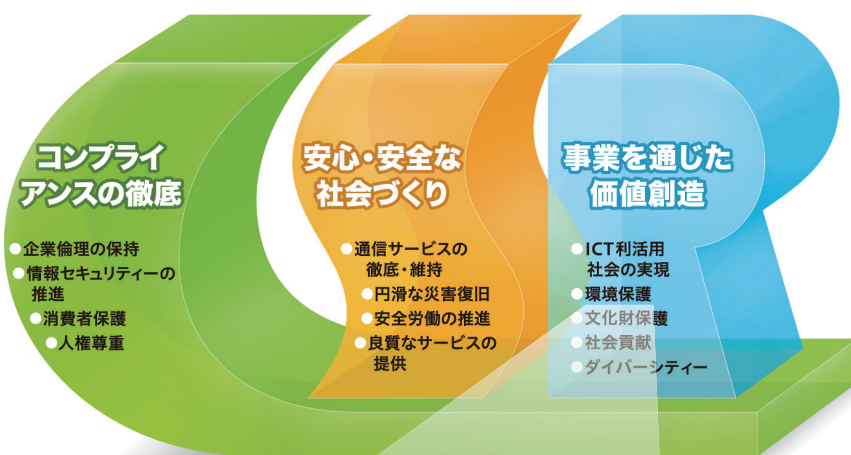 コンプライ
アンスの徹底
●企業倫理の保持
●情報セキュリティーの
推進
●消費者保護
●人権尊重
安心・安全な
社会づくり
●通信サービスの
徹底・維持
●円滑な災害復旧
●安全労働の推進
●良質なサービスの
提供
事業を通じた
価値創造
●ICT利活用
社会の実現
●環境保護
●文化財保護
●社会貢献
●ダイバーシティー